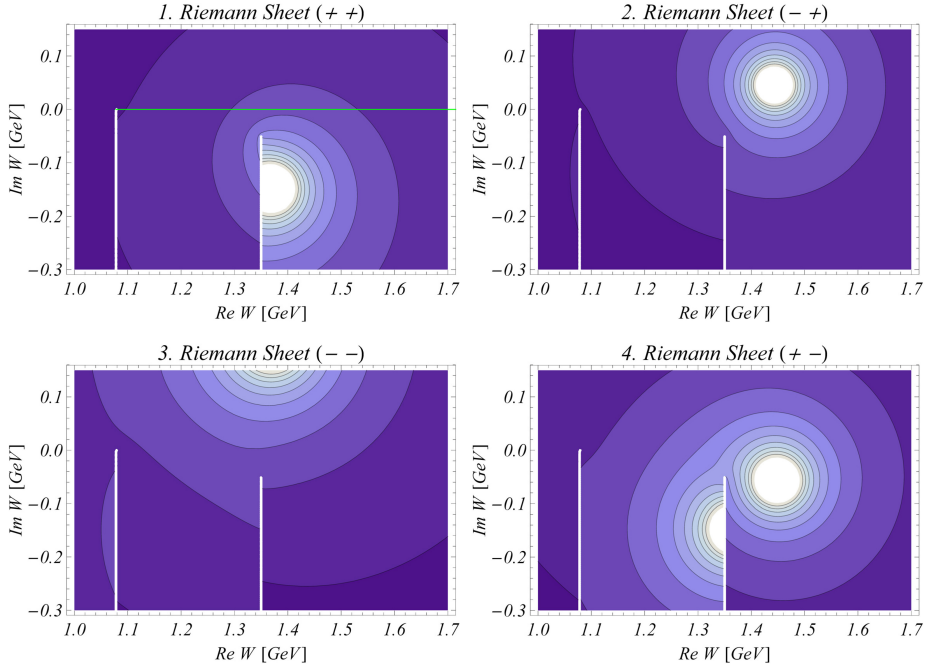 1. Riemann Sheet (+ +)
0.1
0.0
−0.1
−0.2
−0.3
Im W [GeV]
1.0 1.1 1.2 1.3 1.4 1.5 1.6 1.7
Re W [GeV]
2. Riemann Sheet (− +)
0.1
0.0
−0.1
−0.2
−0.3
Im W [GeV]
1.0 1.1 1.2 1.3 1.4 1.5 1.6 1.7
Re W [GeV]
3. Riemann Sheet (− −)
0.1
0.0
−0.1
−0.2
−0.3
Im W [GeV]
1.0 1.1 1.2 1.3 1.4 1.5 1.6 1.7
Re W [GeV]
4. Riemann Sheet (+ −)
0.1
0.0
−0.1
−0.2
−0.3
Im W [GeV]
1.0 1.1 1.2 1.3 1.4 1.5 1.6 1.7
Re W [GeV]